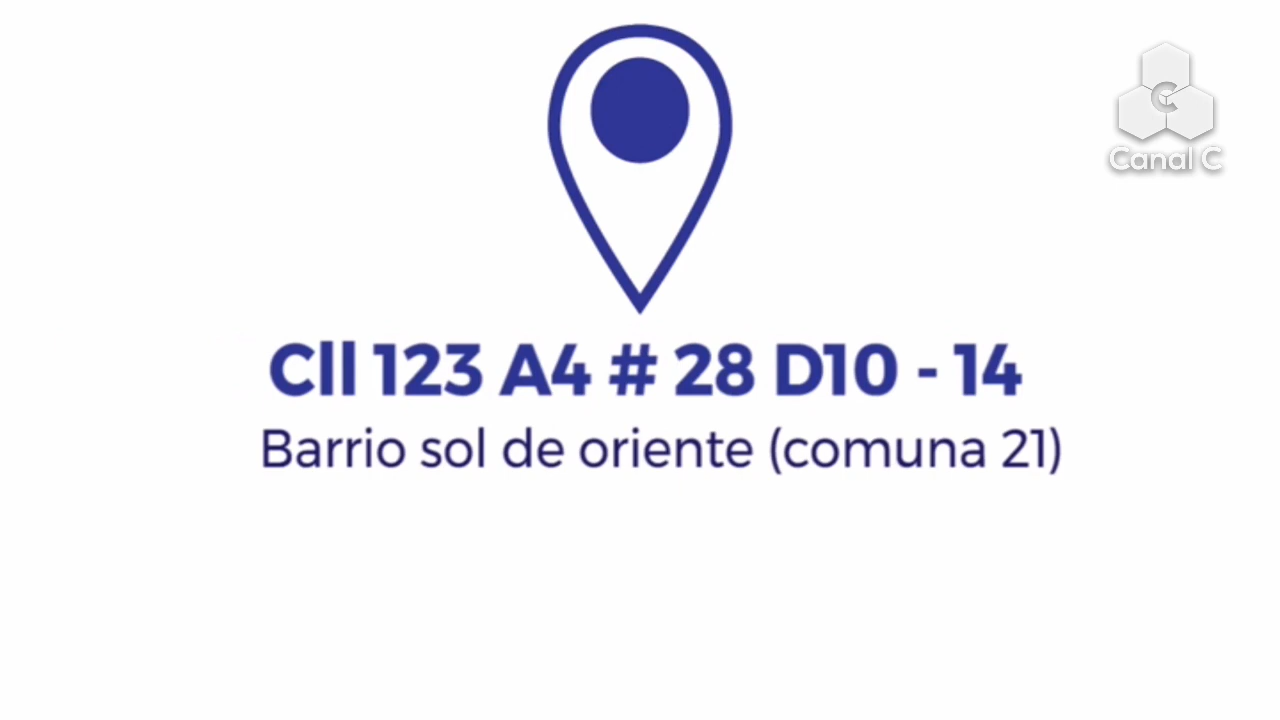 Canal C
Cll 123 A4 # 28 D10 - 14
Barrio sol de oriente (comuna 21)